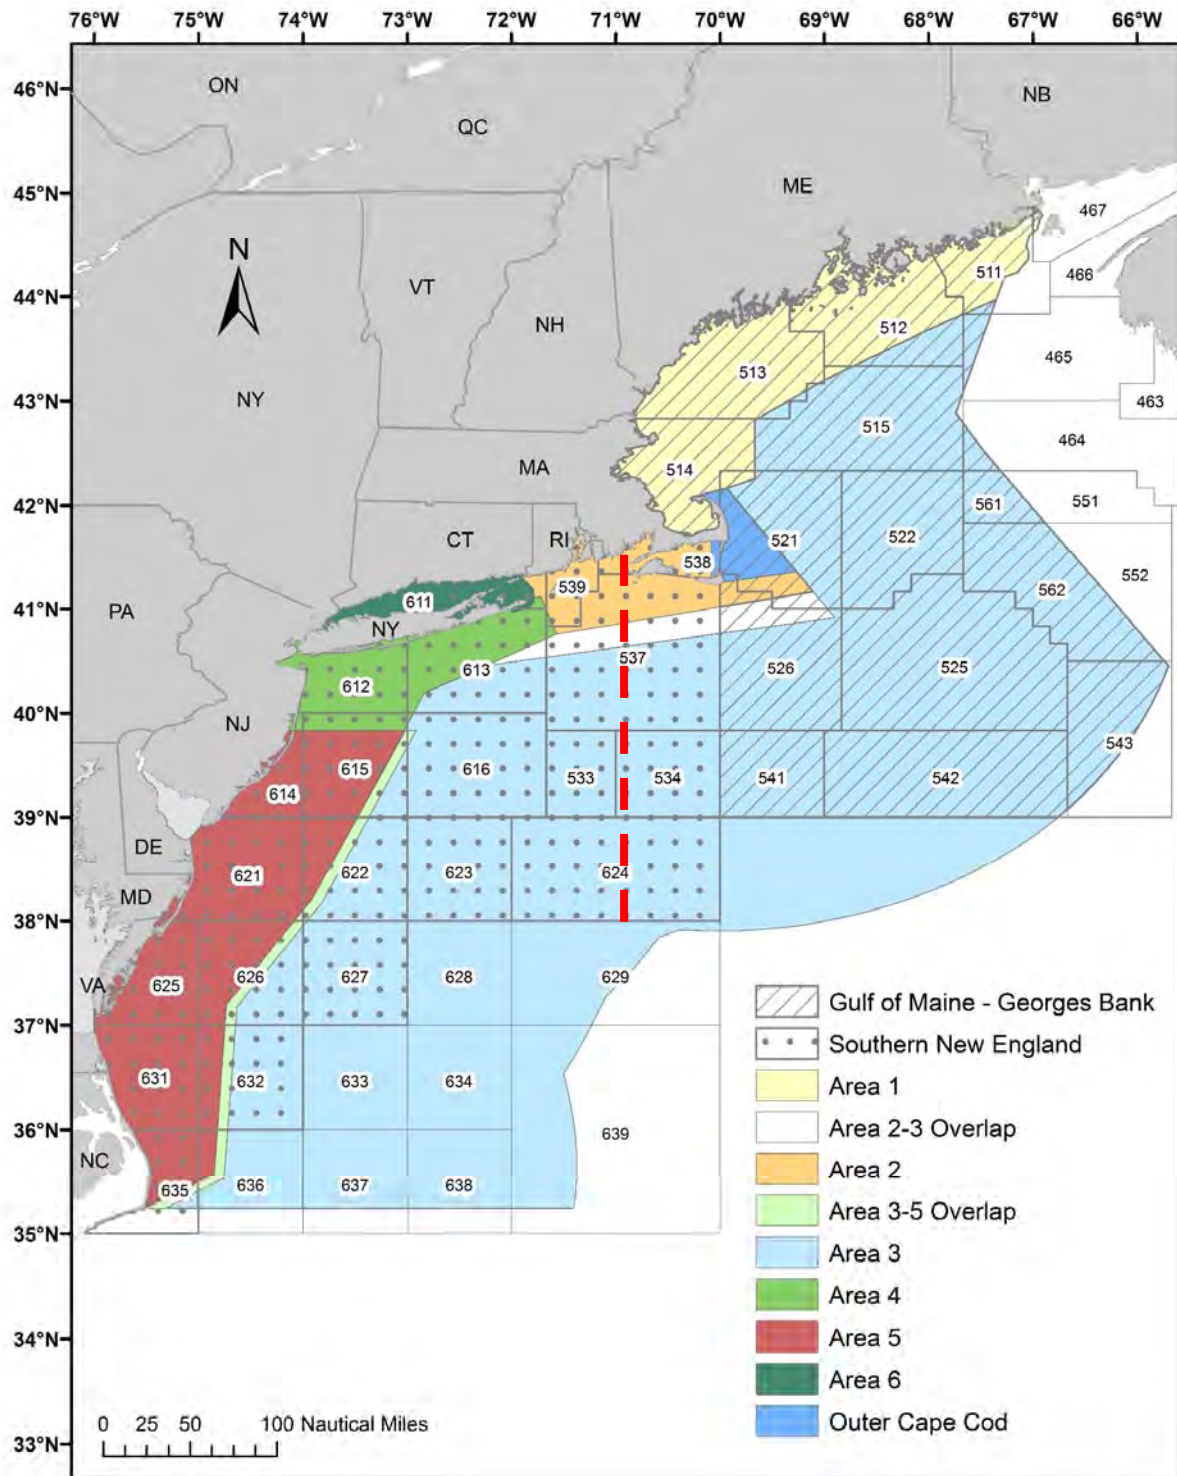 76°W 75°W 74°W 73°W 72°W 71°W 70°W 69°W 68°W 67°W 66°W
46°N
ON
NB
QC
45°N
ME
467
N
511
466
44°N
VT
512
NH
465
513
43°N
NY
463
515
464
MA
514
42°N
561
551
CT
RI
521
522
538
552
539
562
611
41°N
PA
NY
537
613
526
525
612
40°N
NJ
543
615
616
533
534
541
542
614
39°N
DE
621
622
623
624
MD
38°N
626
627
628
629
VA
625
37°N
631
632
633
634
36°N
639
NC
635
636
637
638
35°N
34°N
33°N
Gulf of Maine - Georges Bank
Southern New England
Area 1
Area 2-3 Overlap
Area 2
Area 3-5 Overlap
Area 3
Area 4
Area 5
Area 6
Outer Cape Cod
0 25 50 100 Nautical Miles